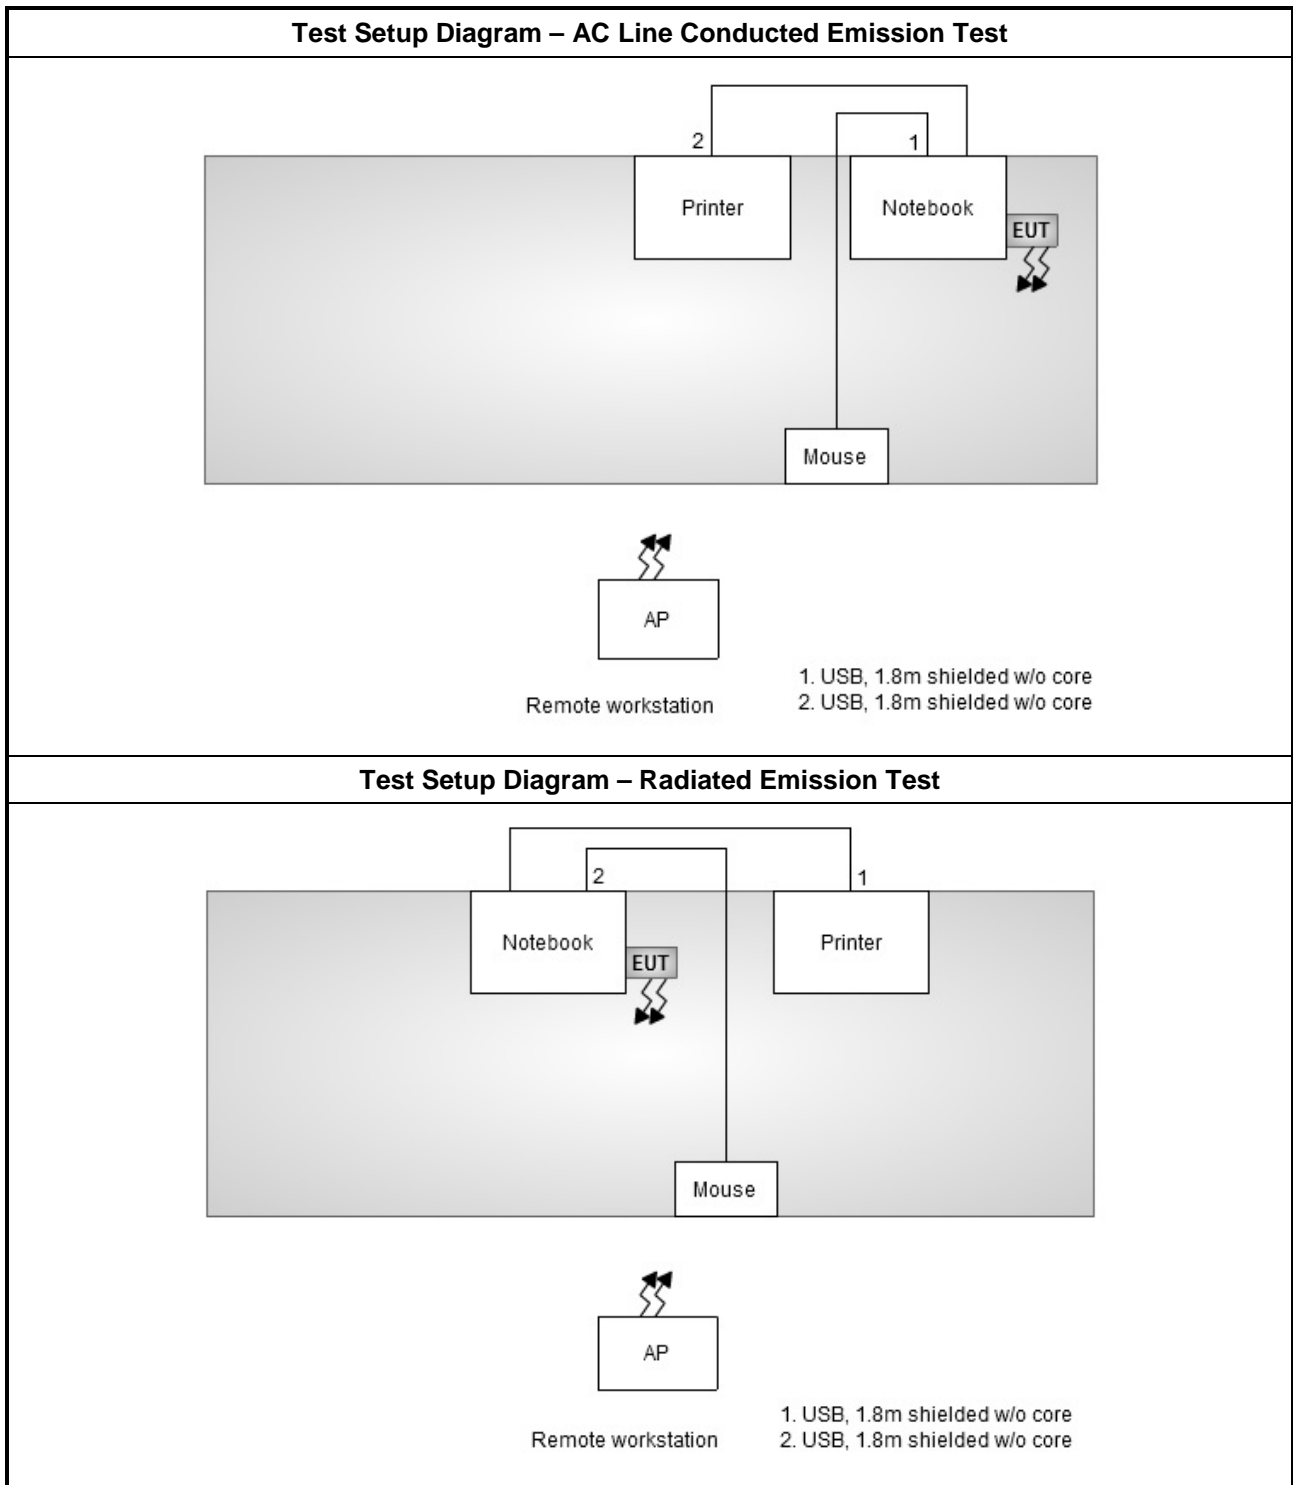 Test Setup Diagram – AC Line Conducted Emission Test
2
1
Printer
Notebook
EUT
Mouse
AP
Remote workstation
1. USB, 1.8m shielded w/o core
2. USB, 1.8m shielded w/o core
Test Setup Diagram – Radiated Emission Test
2
1
Notebook
Printer
EUT
Mouse
AP
Remote workstation
1. USB, 1.8m shielded w/o core
2. USB, 1.8m shielded w/o core